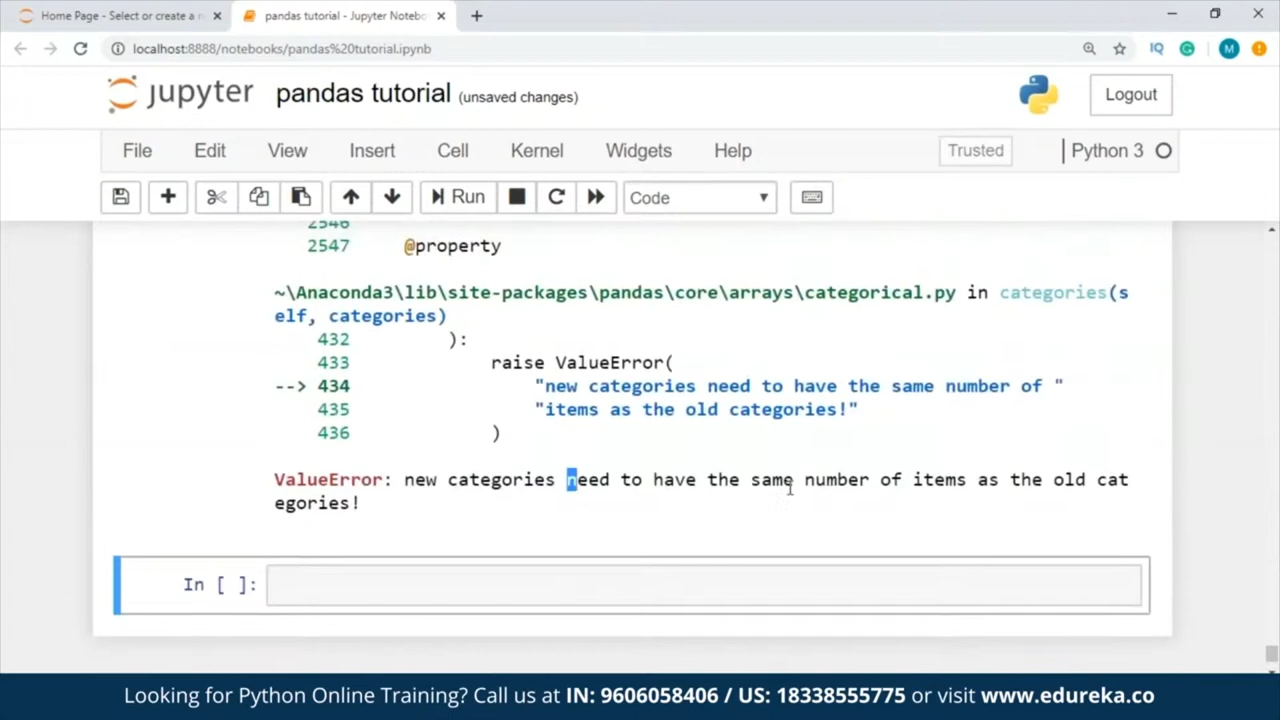 Home Page - Select or create a n
pandas tutorial - Jupyter Notebo
localhost:8888/notebooks/pandas%20tutorial.ipynb
IQ
M
jupyter pandas tutorial (unsaved changes)
Logout
File Edit View Insert Cell Kernel Widgets Help
Trusted
Python 3
Run
Code
2546
2547 @property
~\Anaconda3\lib\site-packages\pandas\core\arrays\categorical.py in categories(s
elf, categories)
432 ):
433 raise ValueError(
--> 434 "new categories need to have the same number of "
435 "items as the old categories!"
436 )
ValueError: new categories need to have the same number of items as the old cat
egories!
In [ ]:
Looking for Python Online Training? Call us at IN: 9606058406 / US: 18338555775 or visit www.edureka.co